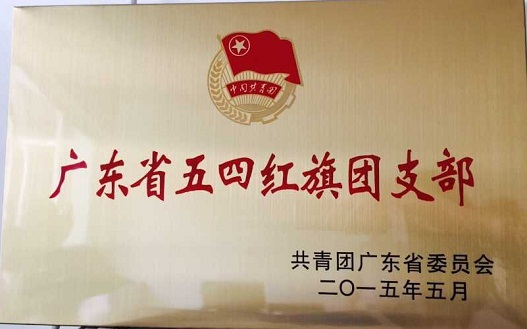 中国共青团
广东省五四红旗团支部
共青团广东省委员会
二〇一五年五月